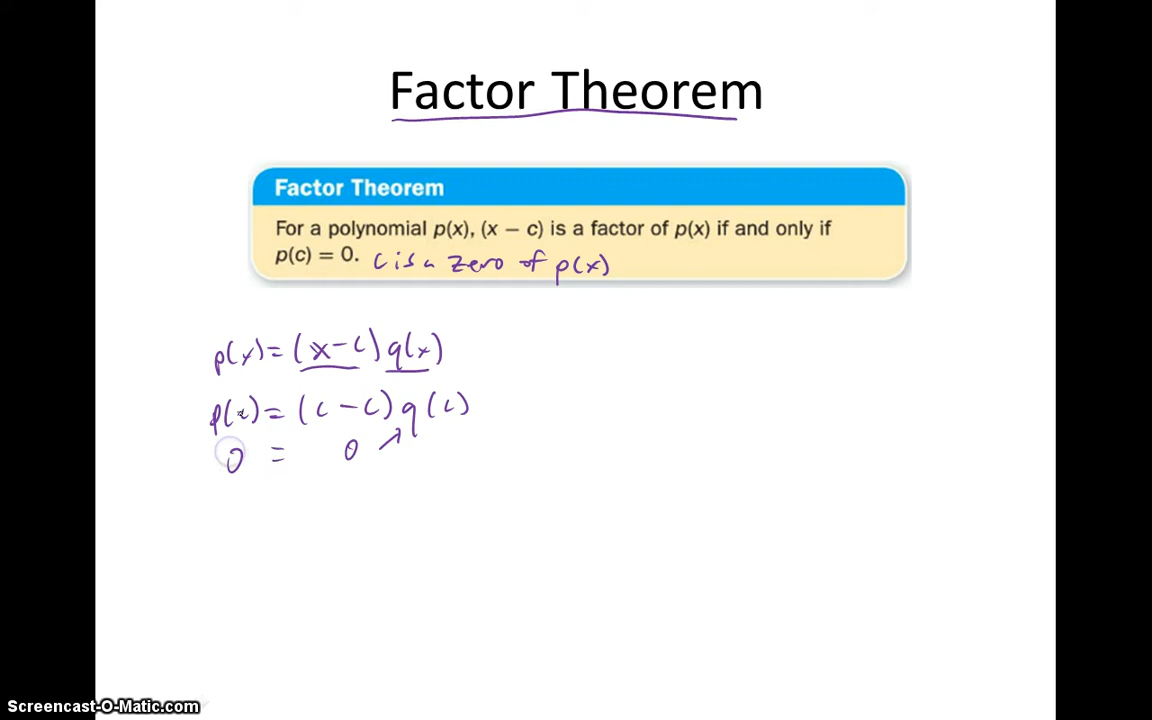 Factor Theorem
Factor Theorem
For a polynomial p(x), (x – c) is a factor of p(x) if and only if
p(c) = 0. c is a zero of p(x)
p(x) = (x-c) q(x)
p(x) = (c-c) q(c)
0 = 0
Screencast-O-Matic.com